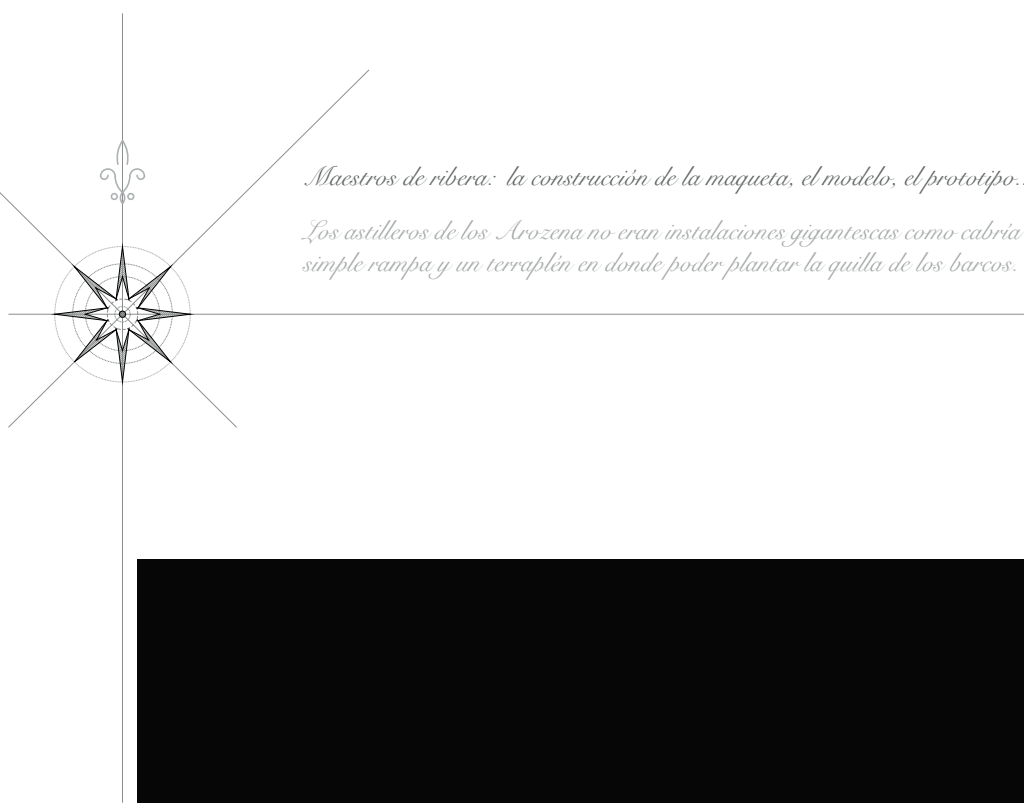 Maestros de ribera: la construcción de la maqueta, el modelo, el prototipo..
Los astilleros de los Arozena no eran instalaciones gigantescas como cabría
simple rampa y un terraplén en donde poder plantar la quilla de los barcos.